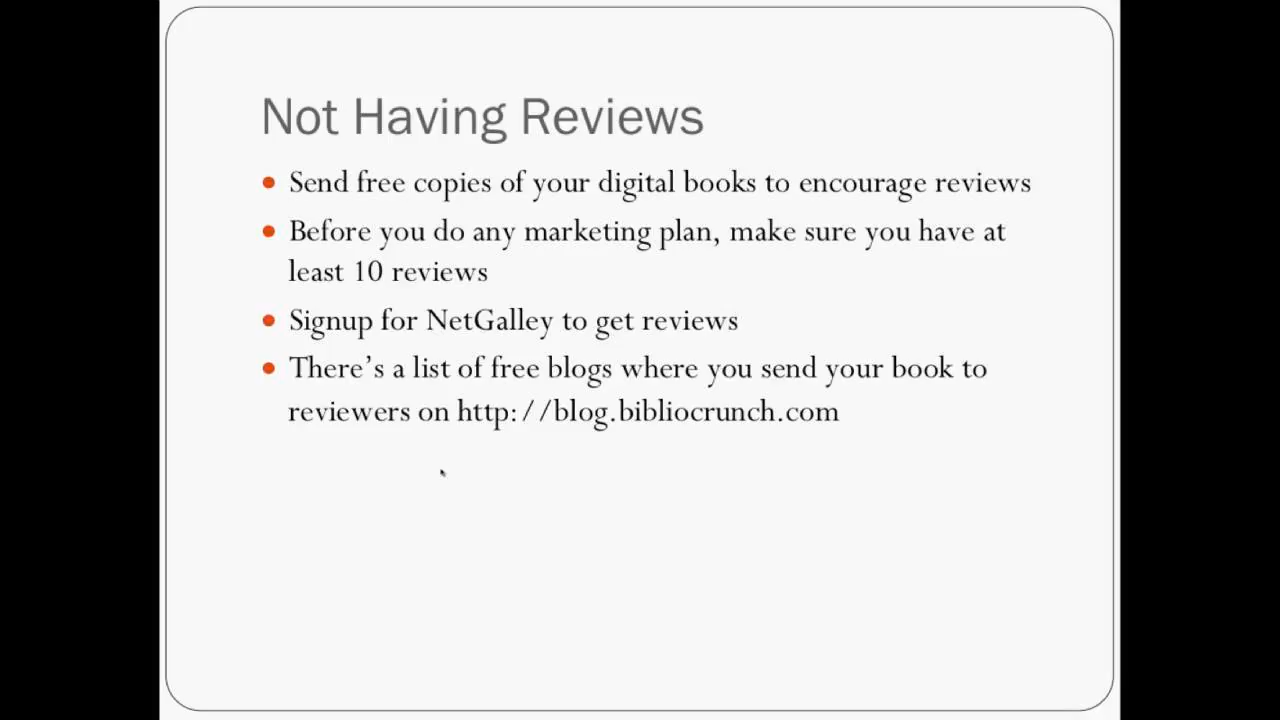 Not Having Reviews
Send free copies of your digital books to encourage reviews
Before you do any marketing plan, make sure you have at
least 10 reviews
Signup for NetGalley to get reviews
There’s a list of free blogs where you send your book to
reviewers on http://blog.bibliocrunch.com